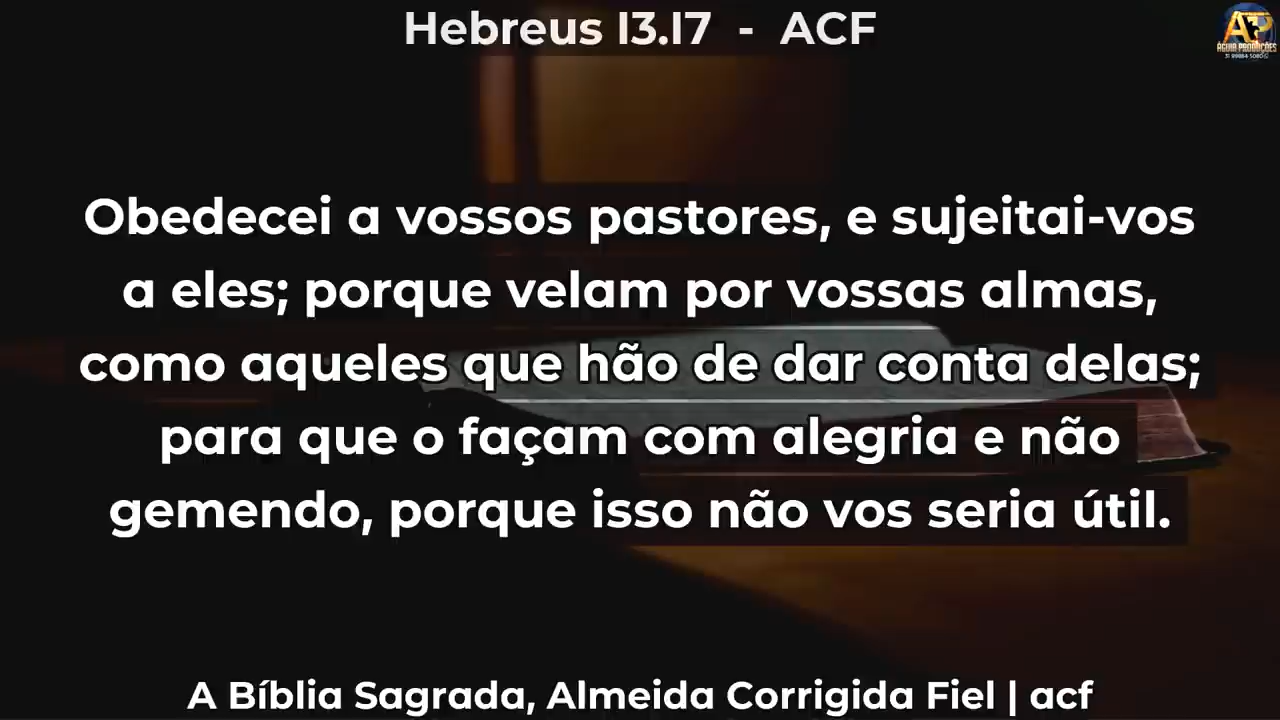 Hebreus 13.17 - ACF
ÁGUIA PRODUÇÕES
Obedecei a vossos pastores, e sujeitai-vos
a eles; porque velam por vossas almas,
como aqueles que hão de dar conta delas;
para que o façam com alegria e não
gemendo, porque isso não vos seria útil.
A Bíblia Sagrada, Almeida Corrigida Fiel | acf